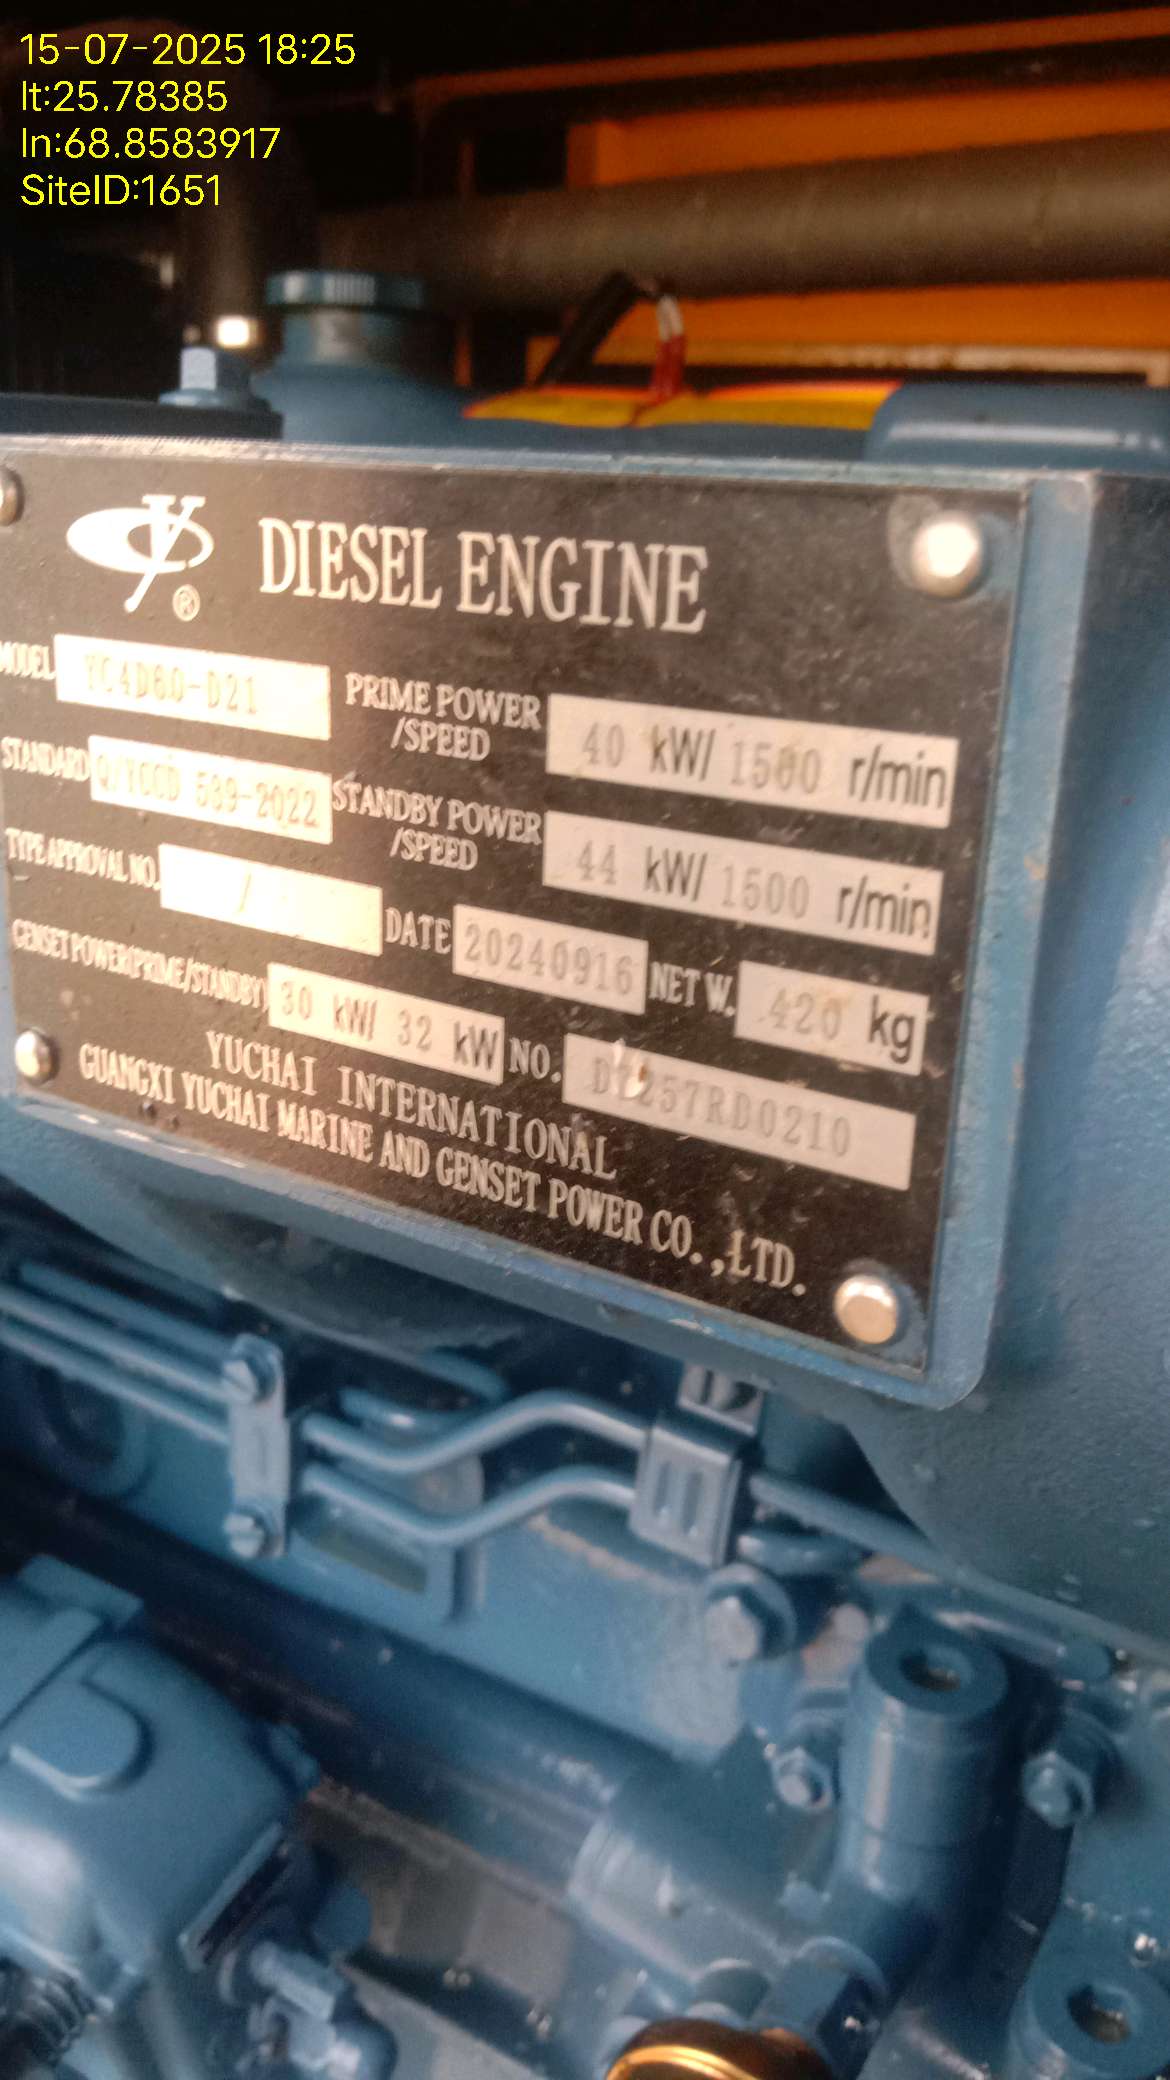 15-07-2025 18:25
lt:25.78385
ln:68.8583917
SiteID:1651
Y
®
DIESEL ENGINE
MODEL YC4D60-D21
PRIME POWER /SPEED 40 kW/ 1500 r/min
STANDARD Q/YCCD 539-2022
STANDBY POWER /SPEED 44 kW/ 1500 r/min
TYPE APPROVAL NO. /
DATE 20240916
NET W. 420 kg
GENSET POWER(PRIME/STANDBY) 30 kW/ 32 kW
NO.
YUCHAI INTERNATIONAL
GUANGXI YUCHAI MARINE AND GENSET POWER CO.,LTD.